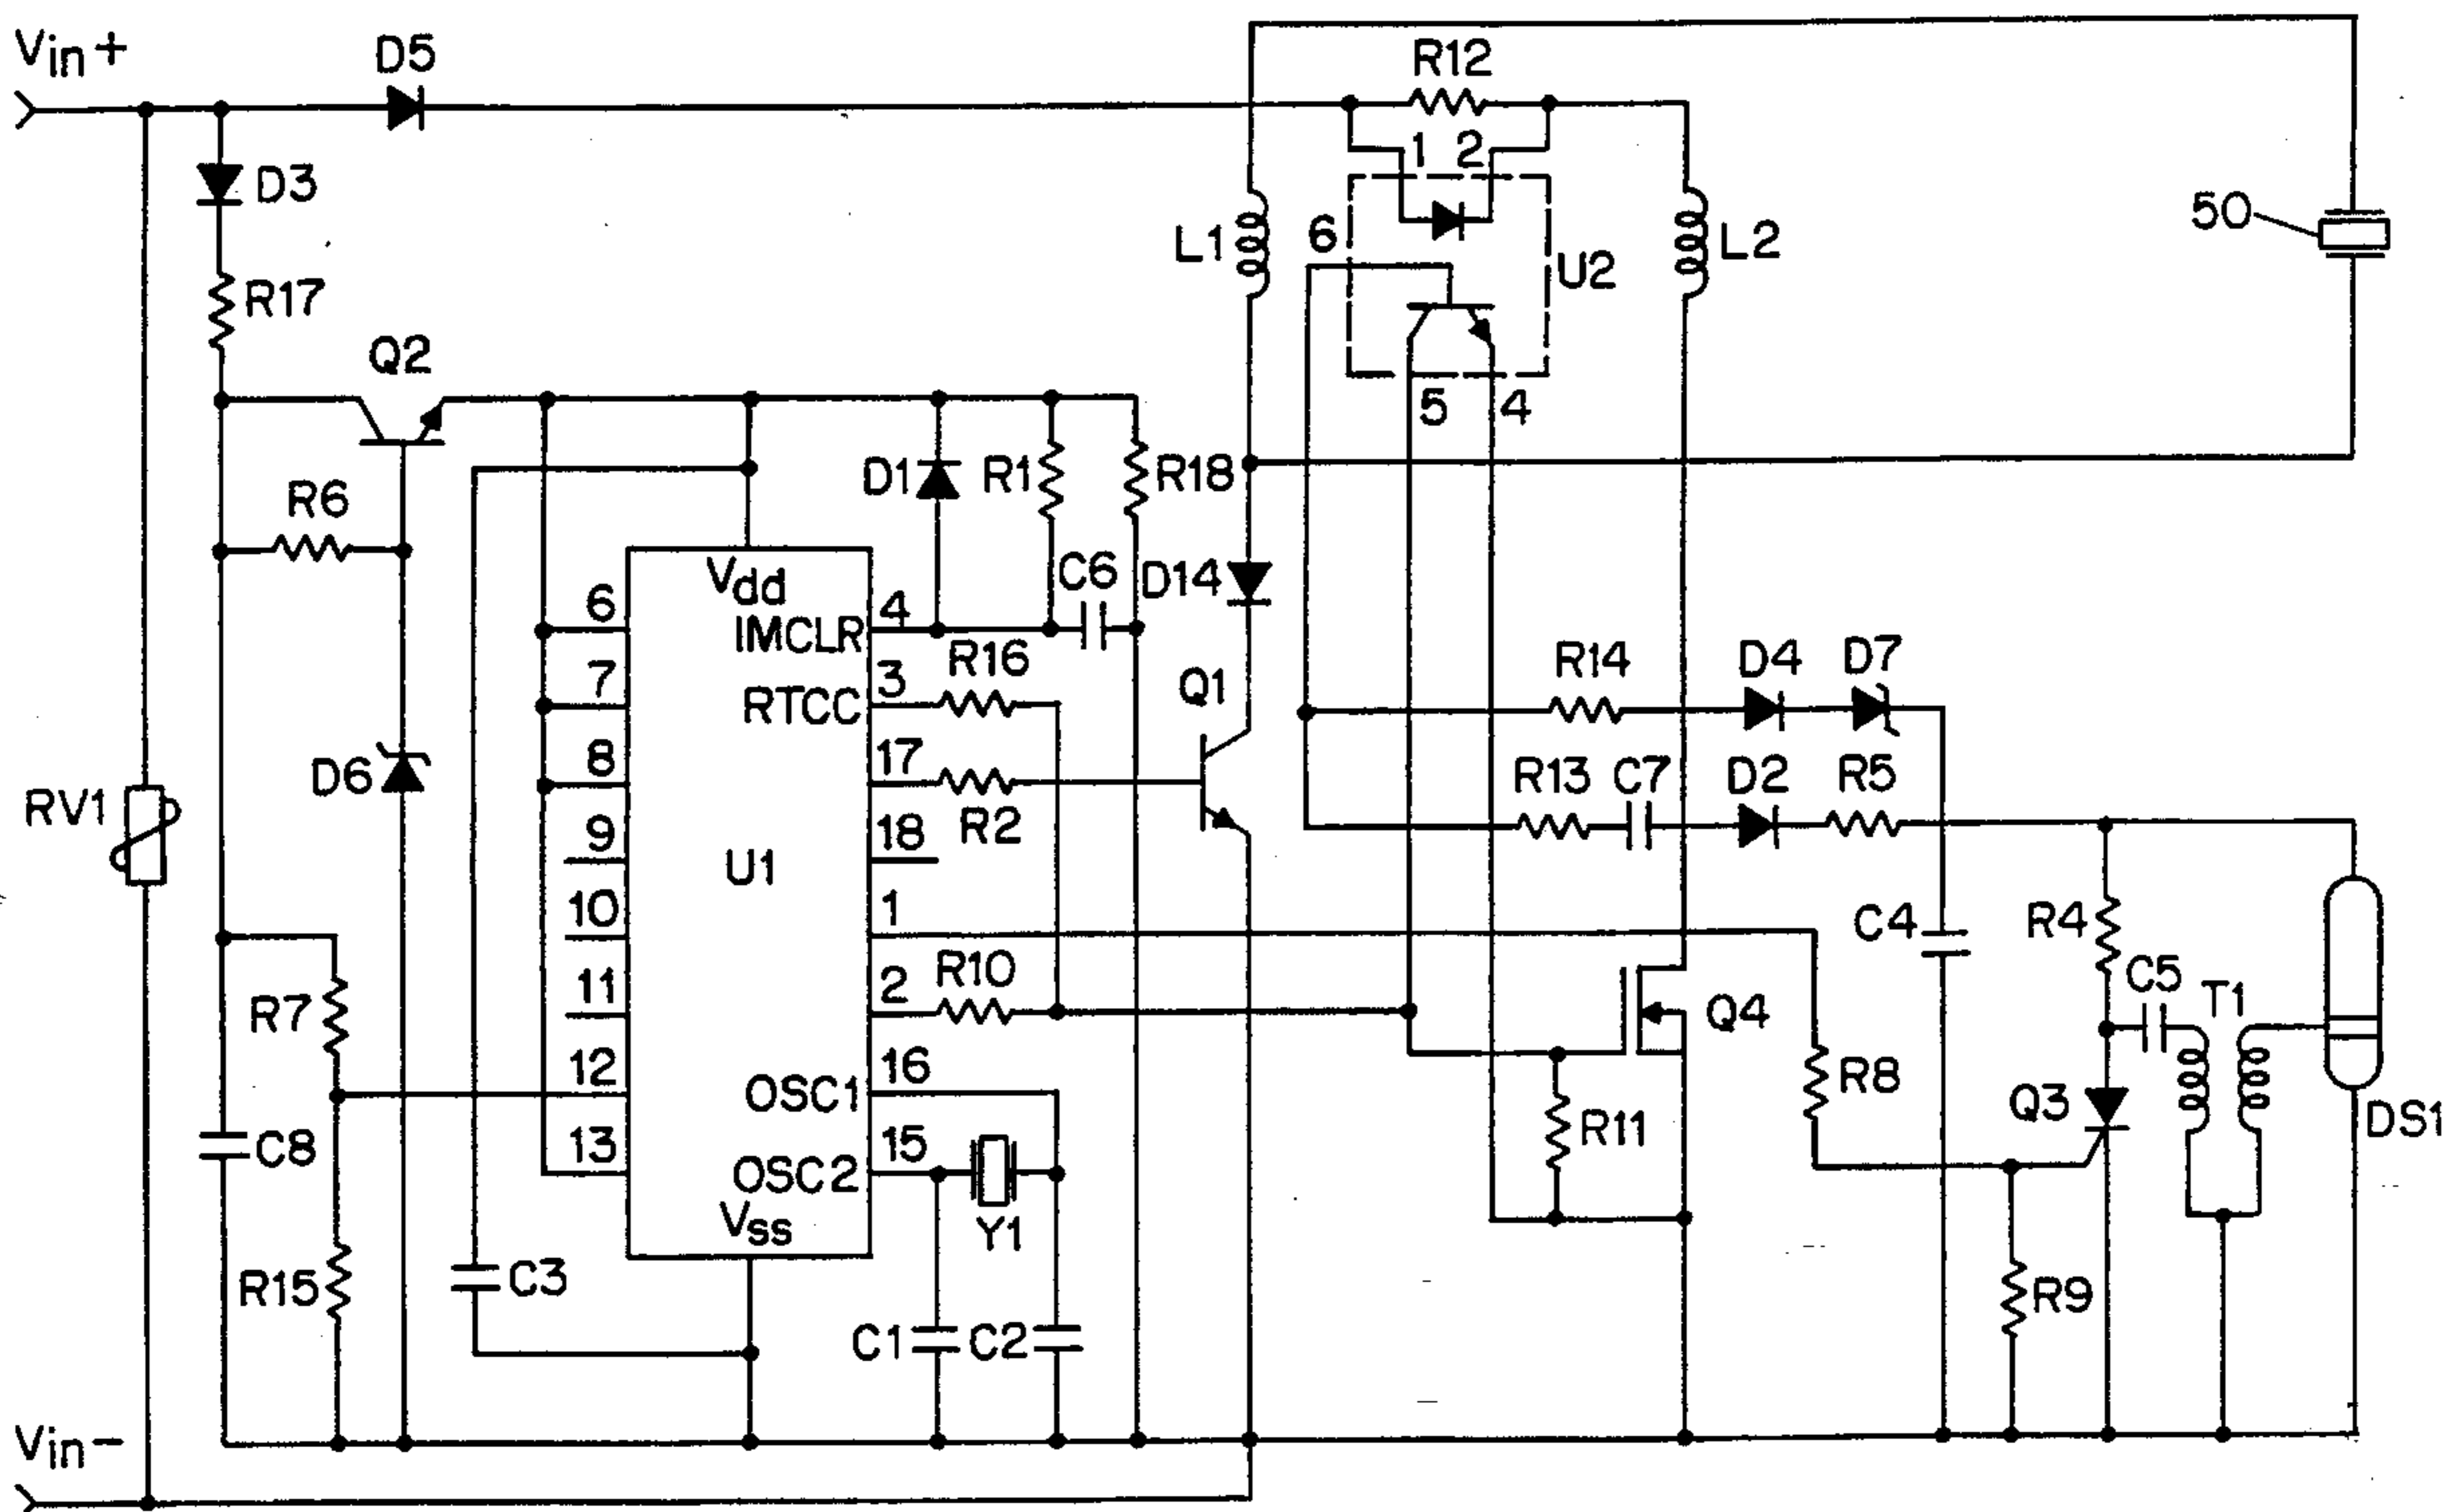 Vin+
D5
R12
1 2
D3
50
6
L1
U2
L2
R17
Q2
5 4
D1
R1
R18
R6
Vdd
C6
D14
6
IMCLR
4
R16
7
RTCC
3
Q1
R14
D4
D7
8
17
D6
R13
C7
D2
R5
RV1
R2
9
18
U1
10
1
C4
R4
C5
T1
11
2
R10
R7
Q4
12
16
OSC1
R8
Q3
DS1
R11
13
15
OSC2
C8
Vss
Y1
R15
C3
R9
C1
C2
Vin-